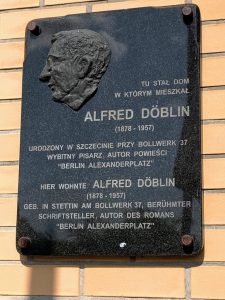 TU STAŁ DOM
W KTÓRYM MIESZKAŁ
ALFRED DÖBLIN
(1878 - 1957)
URODZONY W SZCZECINIE PRZY BOLLWERK 37
WYBITNY PISARZ, AUTOR POWIEŚCI
"BERLIN ALEXANDERPLATZ"
HIER WOHNTE ALFRED DÖBLIN
(1878 - 1957)
GEB. IN STETTIN AM BOLLWERK 37, BERÜHMTER
SCHRIFTSTELLER, AUTOR DES ROMANS
"BERLIN ALEXANDERPLATZ"